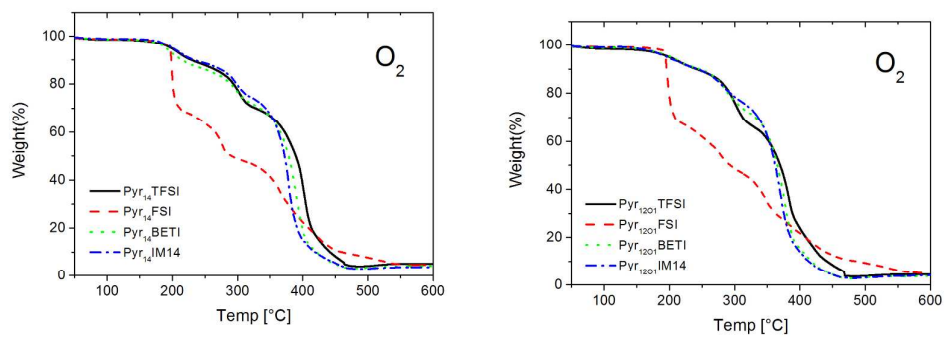 100
80
60
40
20
0
Weight(%)
O₂
Pyr₁₄TFSI
Pyr₁₄FSI
Pyr₁₄BETI
Pyr₁₄IM14
100 200 300 400 500 600
Temp [°C]
100
80
60
40
20
0
Weight(%)
O₂
Pyr₁₂O₁TFSI
Pyr₁₂O₁FSI
Pyr₁₂O₁BETI
Pyr₁₂O₁IM14
100 200 300 400 500 600
Temp [°C]